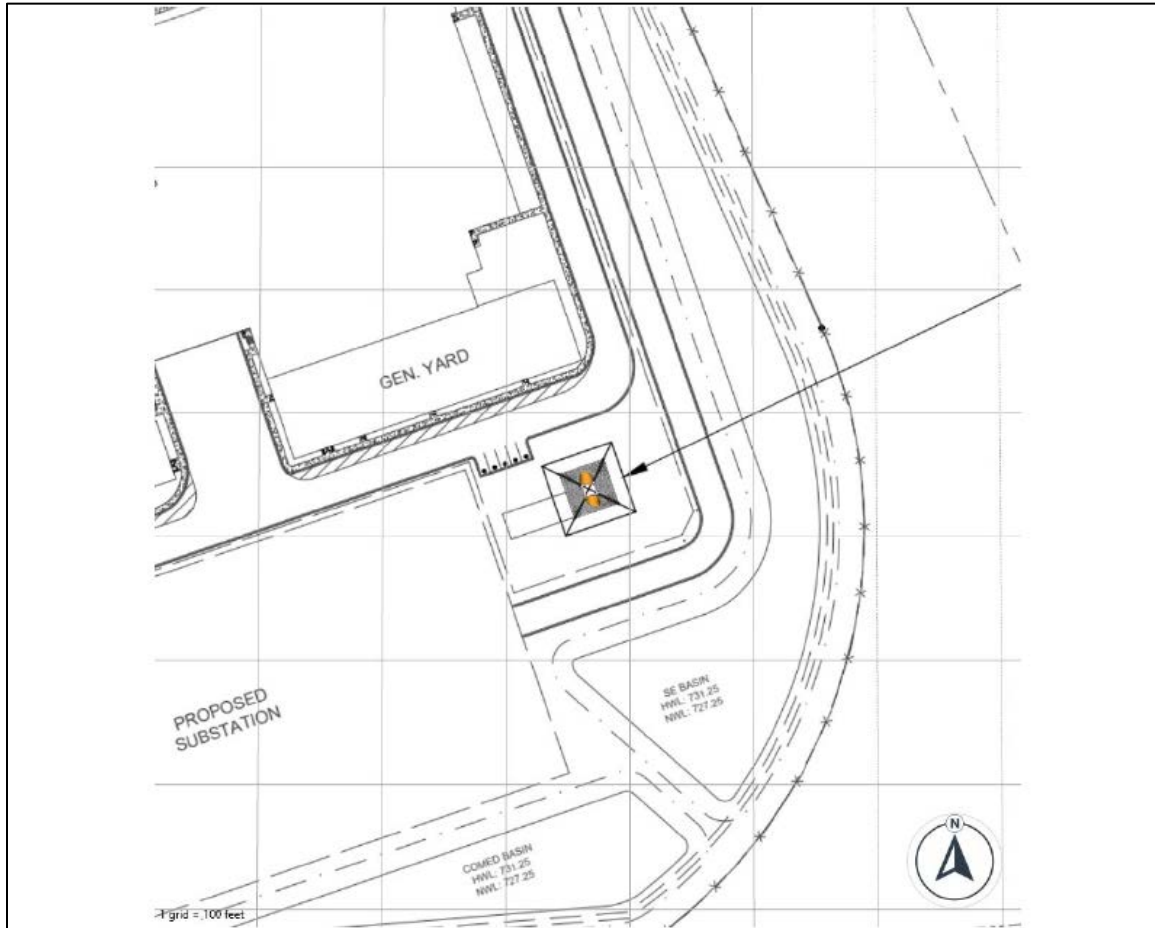 GEN. YARD
PROPOSED
SUBSTATION
SE BASIN
HWL: 731.25
NWL: 727.25
COMED BASIN
HWL: 731.25
NWL: 727.25
N
1 grid = 100 feet